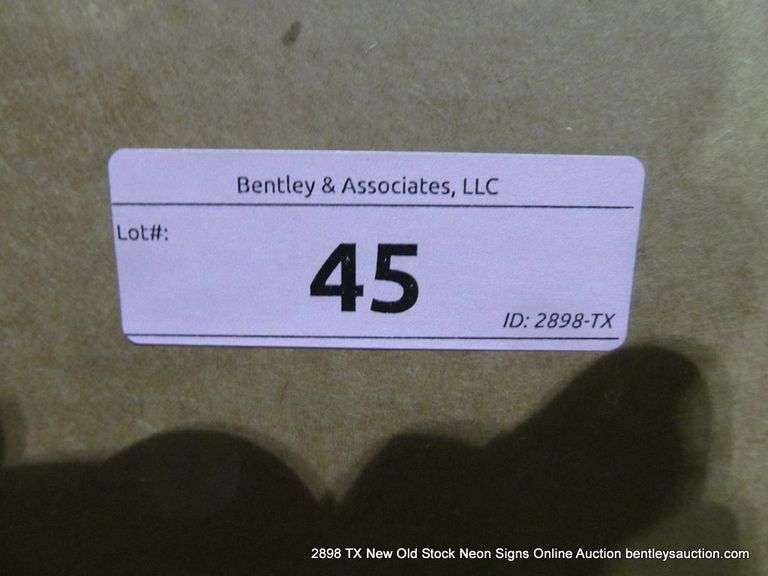 Bentley & Associates, LLC
Lot#:
45
ID: 2898-TX
2898 TX New Old Stock Neon Signs Online Auction bentleysauction.com